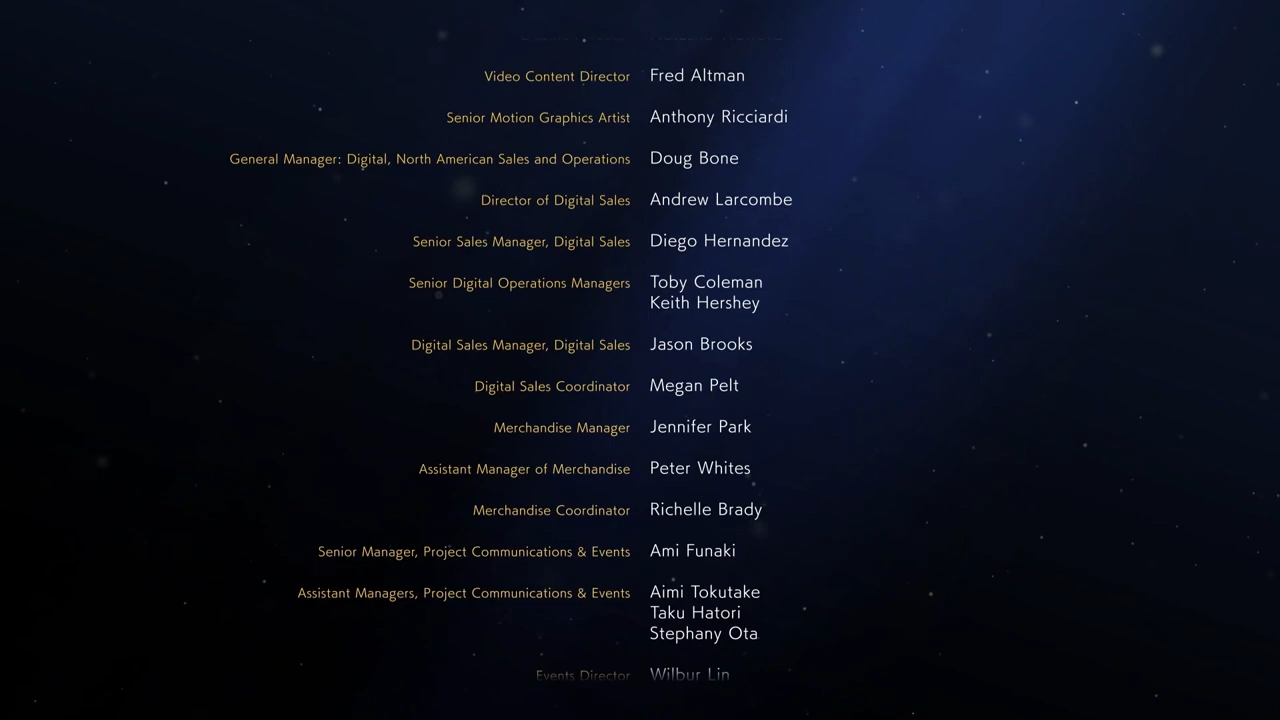 Video Content Director Fred Altman
Senior Motion Graphics Artist Anthony Ricciardi
General Manager: Digital, North American Sales and Operations Doug Bone
Director of Digital Sales Andrew Larcombe
Senior Sales Manager, Digital Sales Diego Hernandez
Senior Digital Operations Managers Toby Coleman
Keith Hershey
Digital Sales Manager, Digital Sales Jason Brooks
Digital Sales Coordinator Megan Pelt
Merchandise Manager Jennifer Park
Assistant Manager of Merchandise Peter Whites
Merchandise Coordinator Richelle Brady
Senior Manager, Project Communications & Events Ami Funaki
Assistant Managers, Project Communications & Events Aimi Tokutake
Taku Hatori
Stephany Ota
Events Director Wilbur Lin